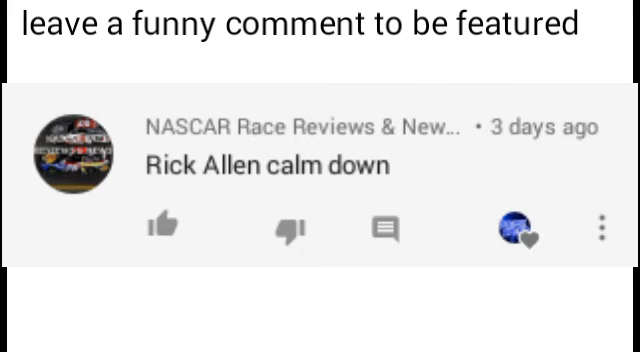 leave a funny comment to be featured
NASCAR Race Reviews & New... • 3 days ago
Rick Allen calm down